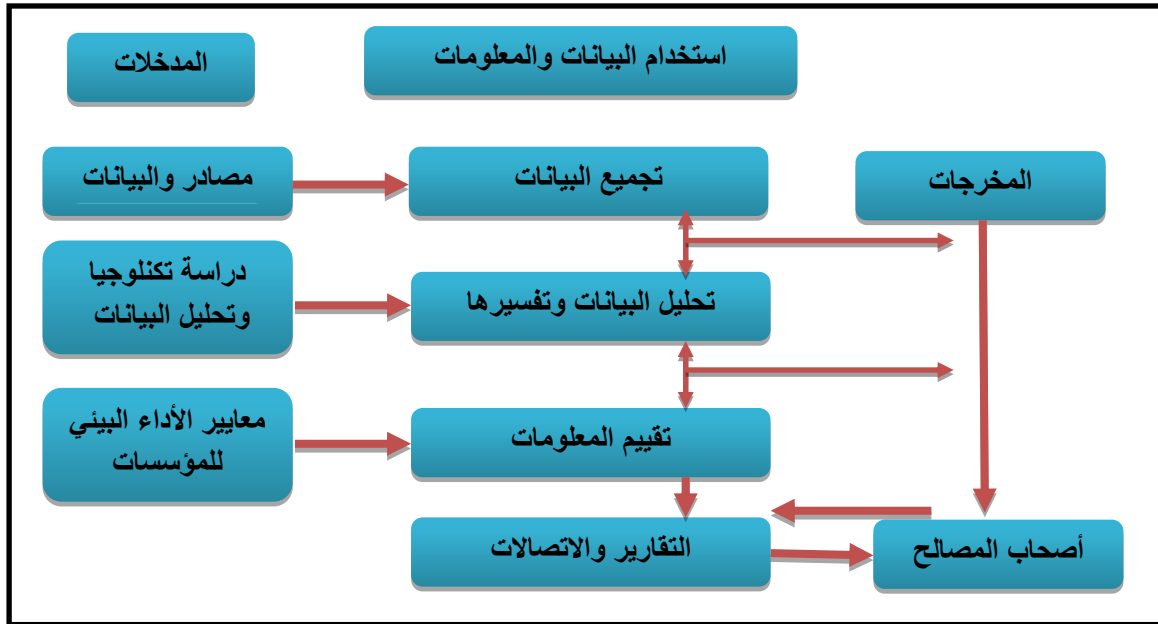 المدخلات
استخدام البيانات والمعلومات
مصادر والبيانات
تجميع البيانات
المخرجات
دراسة تكنلوجيا
وتحليل البيانات
تحليل البيانات وتفسيرها
معايير الأداء البيئي
للمؤسسات
تقييم المعلومات
التقارير والاتصالات
أصحاب المصالح